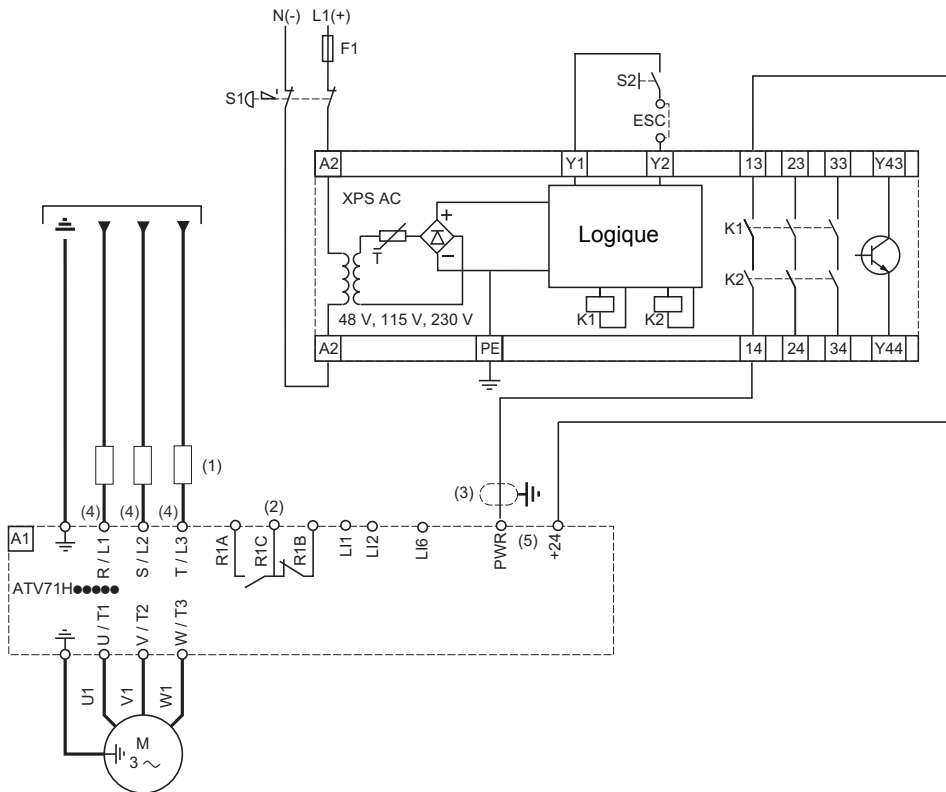 N(-) L1(+)
F1
S1
S2
ESC
A2 Y1 Y2 13 23 33 Y43
XPS AC
+
Logique
K1
T
−
K2
48 V, 115 V, 230 V
K1 K2
A2 PE 14 24 34 Y44
(1)
(3)
(4) (4) (4) (2) (5)
A1
R / L1 S / L2 T / L3 R1A R1C R1B LI1 LI2 LI6 PWR +24
ATV71H●●●●●
U / T1 V / T2 W / T3
U1 V1 W1
M
3 ~